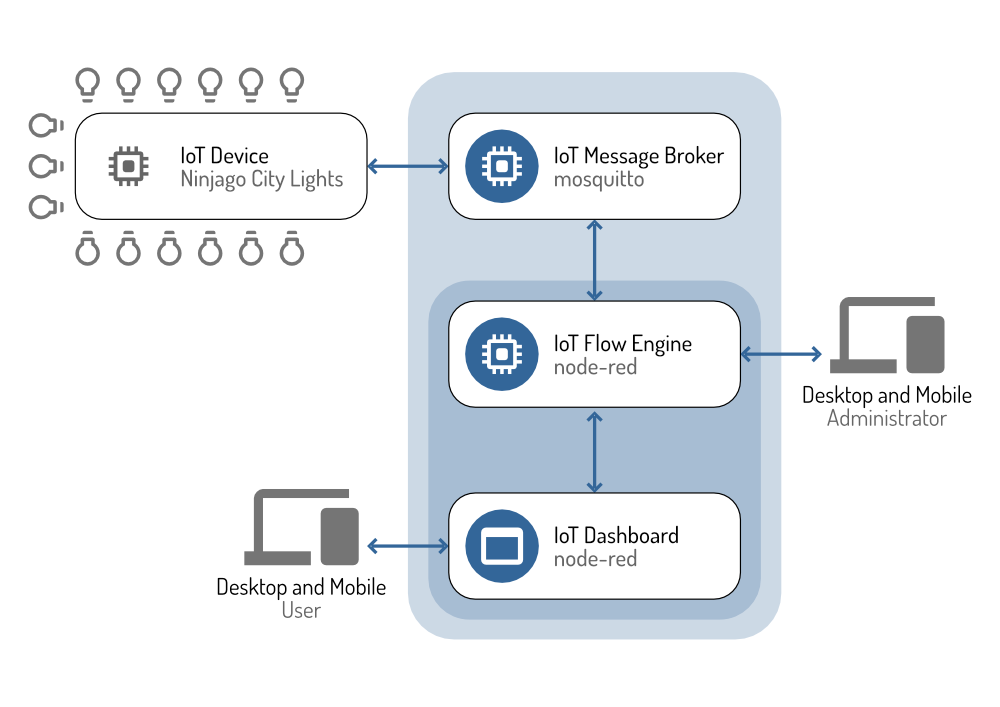 IoT Device
Ninjago City Lights
IoT Message Broker
mosquitto
IoT Flow Engine
node-red
Desktop and Mobile
Administrator
IoT Dashboard
node-red
Desktop and Mobile
User